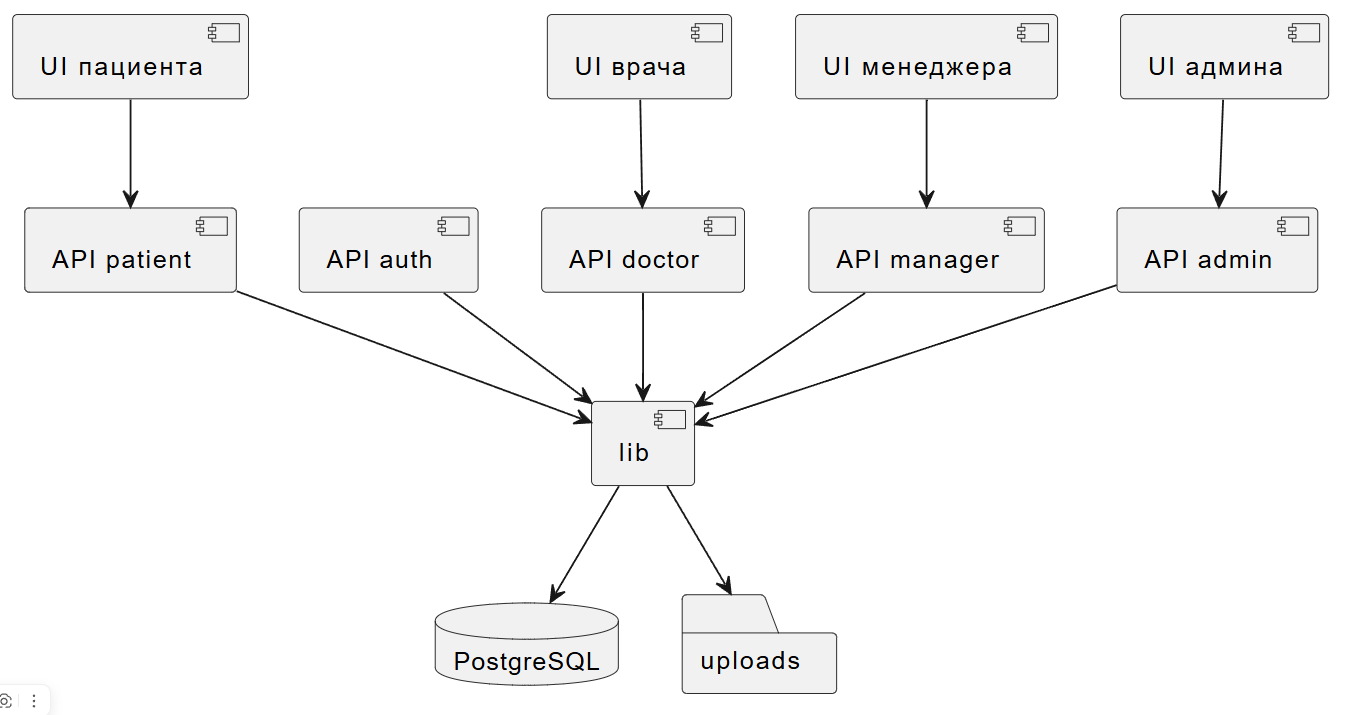 UI пациента
UI врача
UI менеджера
UI админа
API patient
API auth
API doctor
API manager
API admin
lib
PostgreSQL
uploads